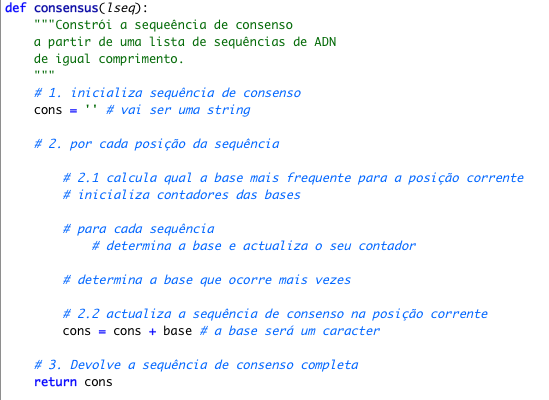 def consensus(lseq):
"""Constrói a sequeência de consenso
a partir de uma lista de sequências de ADN
de igual comprimento.
"""
# 1. inicializa sequência de consenso
cons = '' # vai ser uma string
# 2. por cada posição da sequência
# 2.1 calcula qual a base mais frequente para a posição corrente
# inicializa contadores das bases
# para cada sequência
# determina a base e actualiza o seu contador
# determina a base que ocorre mais vezes
# 2.2 actualiza a sequência de consenso na posição corrente
cons = cons + base # a base será um caracter
# 3. Devolve a sequência de consenso completa
return cons